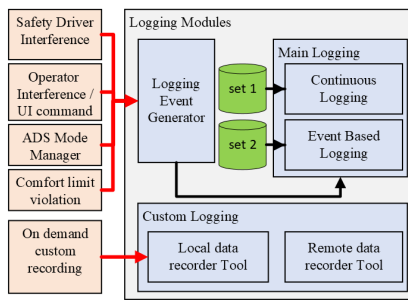 Safety Driver
Interference
Operator
Interference /
UI command
ADS Mode
Manager
Comfort limit
violation
On demand
custom
recording
Logging Modules
Logging
Event
Generator
set 1
set 2
Main Logging
Continuous
Logging
Event Based
Logging
Custom Logging
Local data
recorder Tool
Remote data
recorder Tool